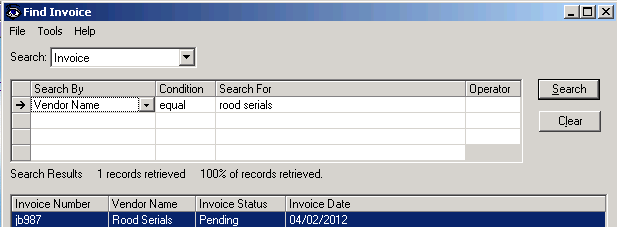 Find Invoice
File Tools Help
Search: Invoice
Search By Condition Search For Operator
Vendor Name equal rood serials
Search
Clear
Search Results 1 records retrieved 100% of records retrieved.
Invoice Number Vendor Name Invoice Status Invoice Date
jb987 Rood Serials Pending 04/02/2012